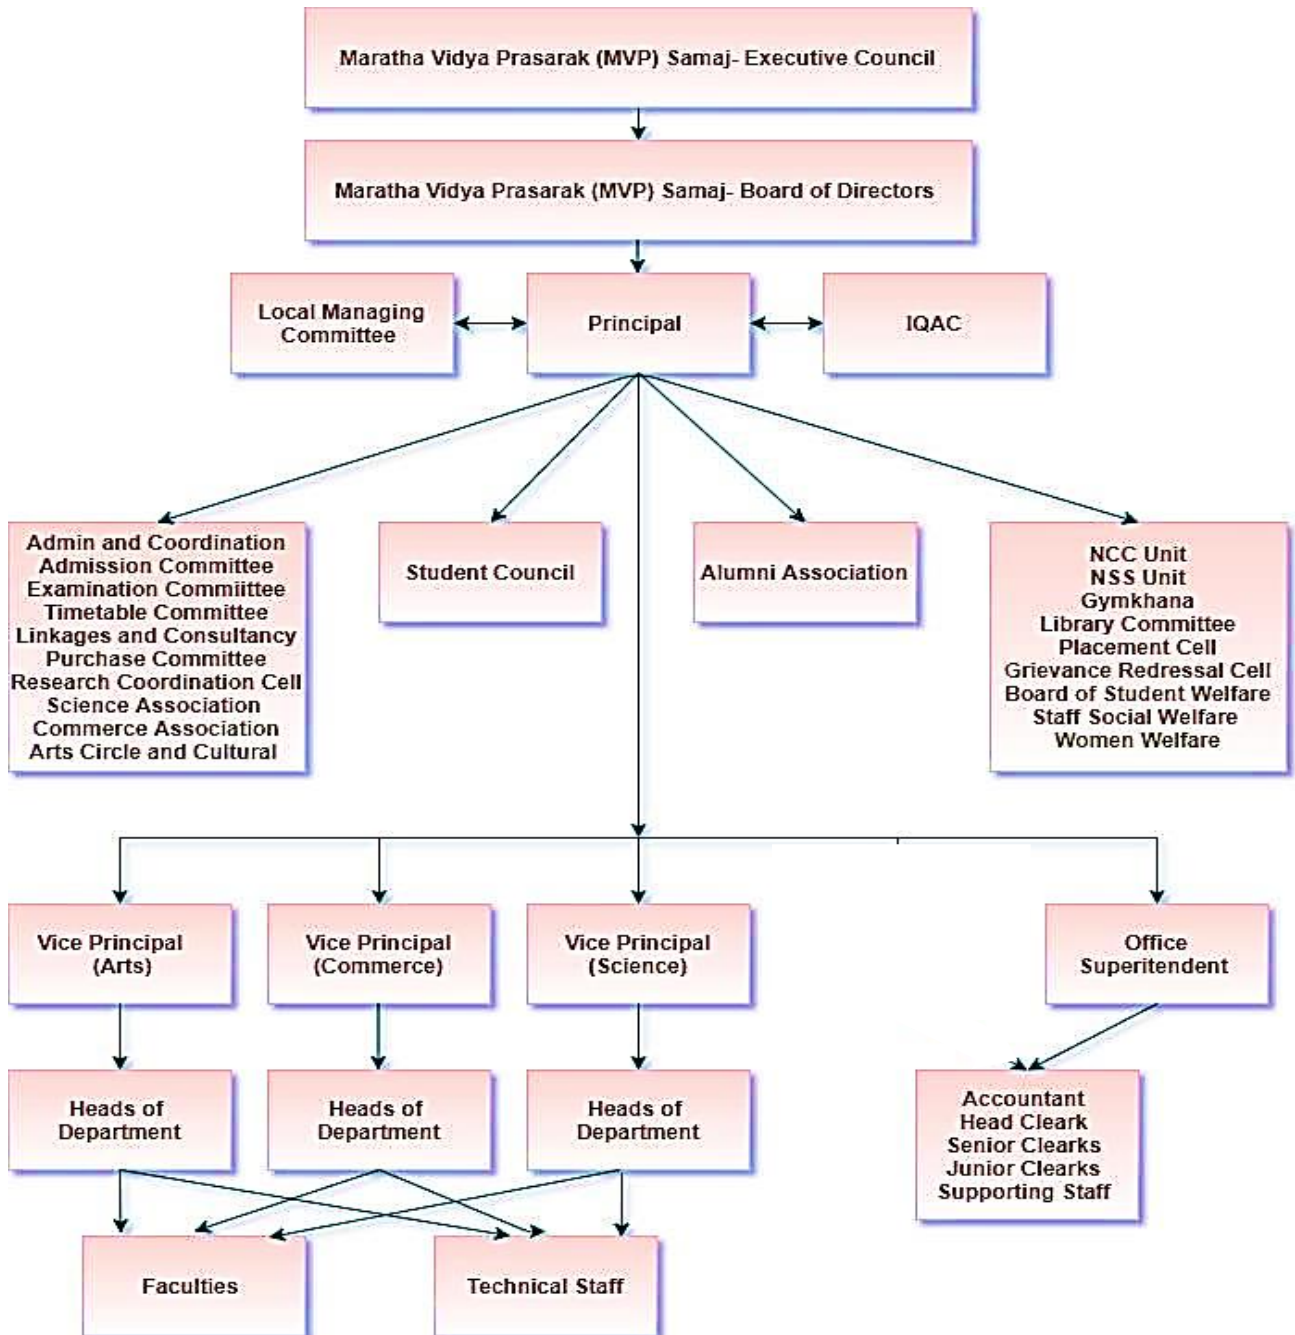 Maratha Vidya Prasarak (MVP) Samaj- Executive Council
Maratha Vidya Prasarak (MVP) Samaj- Board of Directors
Local Managing
Committee
Principal
IQAC
Admin and Coordination
Admission Committee
Examination Commiittee
Timetable Committee
Linkages and Consultancy
Purchase Committee
Research Coordination Cell
Science Association
Commerce Association
Arts Circle and Cultural
Student Council
Alumni Association
NCC Unit
NSS Unit
Gymkhana
Library Committee
Placement Cell
Grievance Redressal Cell
Board of Student Welfare
Staff Social Welfare
Women Welfare
Vice Principal
(Arts)
Vice Principal
(Commerce)
Vice Principal
(Science)
Office
Superitendent
Heads of
Department
Heads of
Department
Heads of
Department
Accountant
Head Cleark
Senior Clearks
Junior Clearks
Supporting Staff
Faculties
Technical Staff